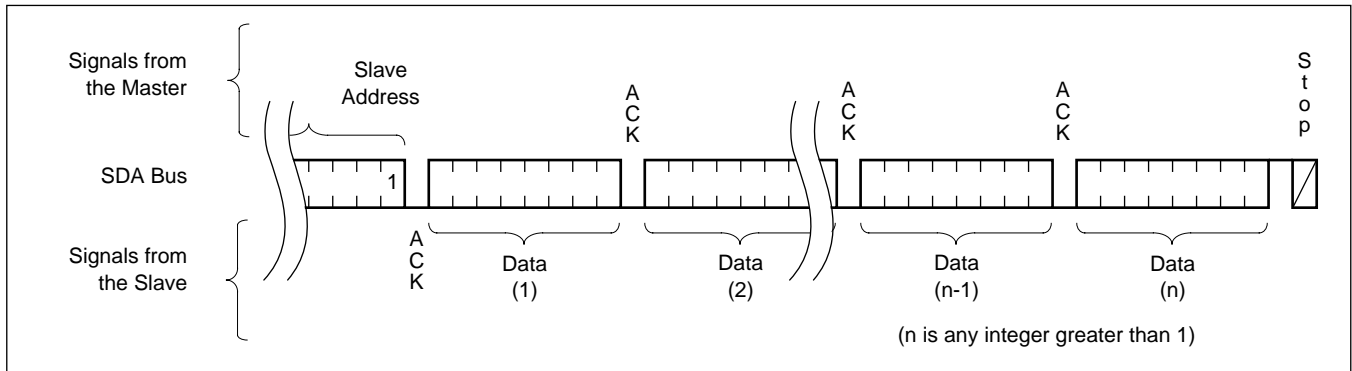 Signals from
the Master
Slave
Address
A
C
K
A
C
K
A
C
K
S
t
o
p
SDA Bus
1
Signals from
the Slave
A
C
K
Data
(1)
Data
(2)
Data
(n-1)
Data
(n)
(n is any integer greater than 1)